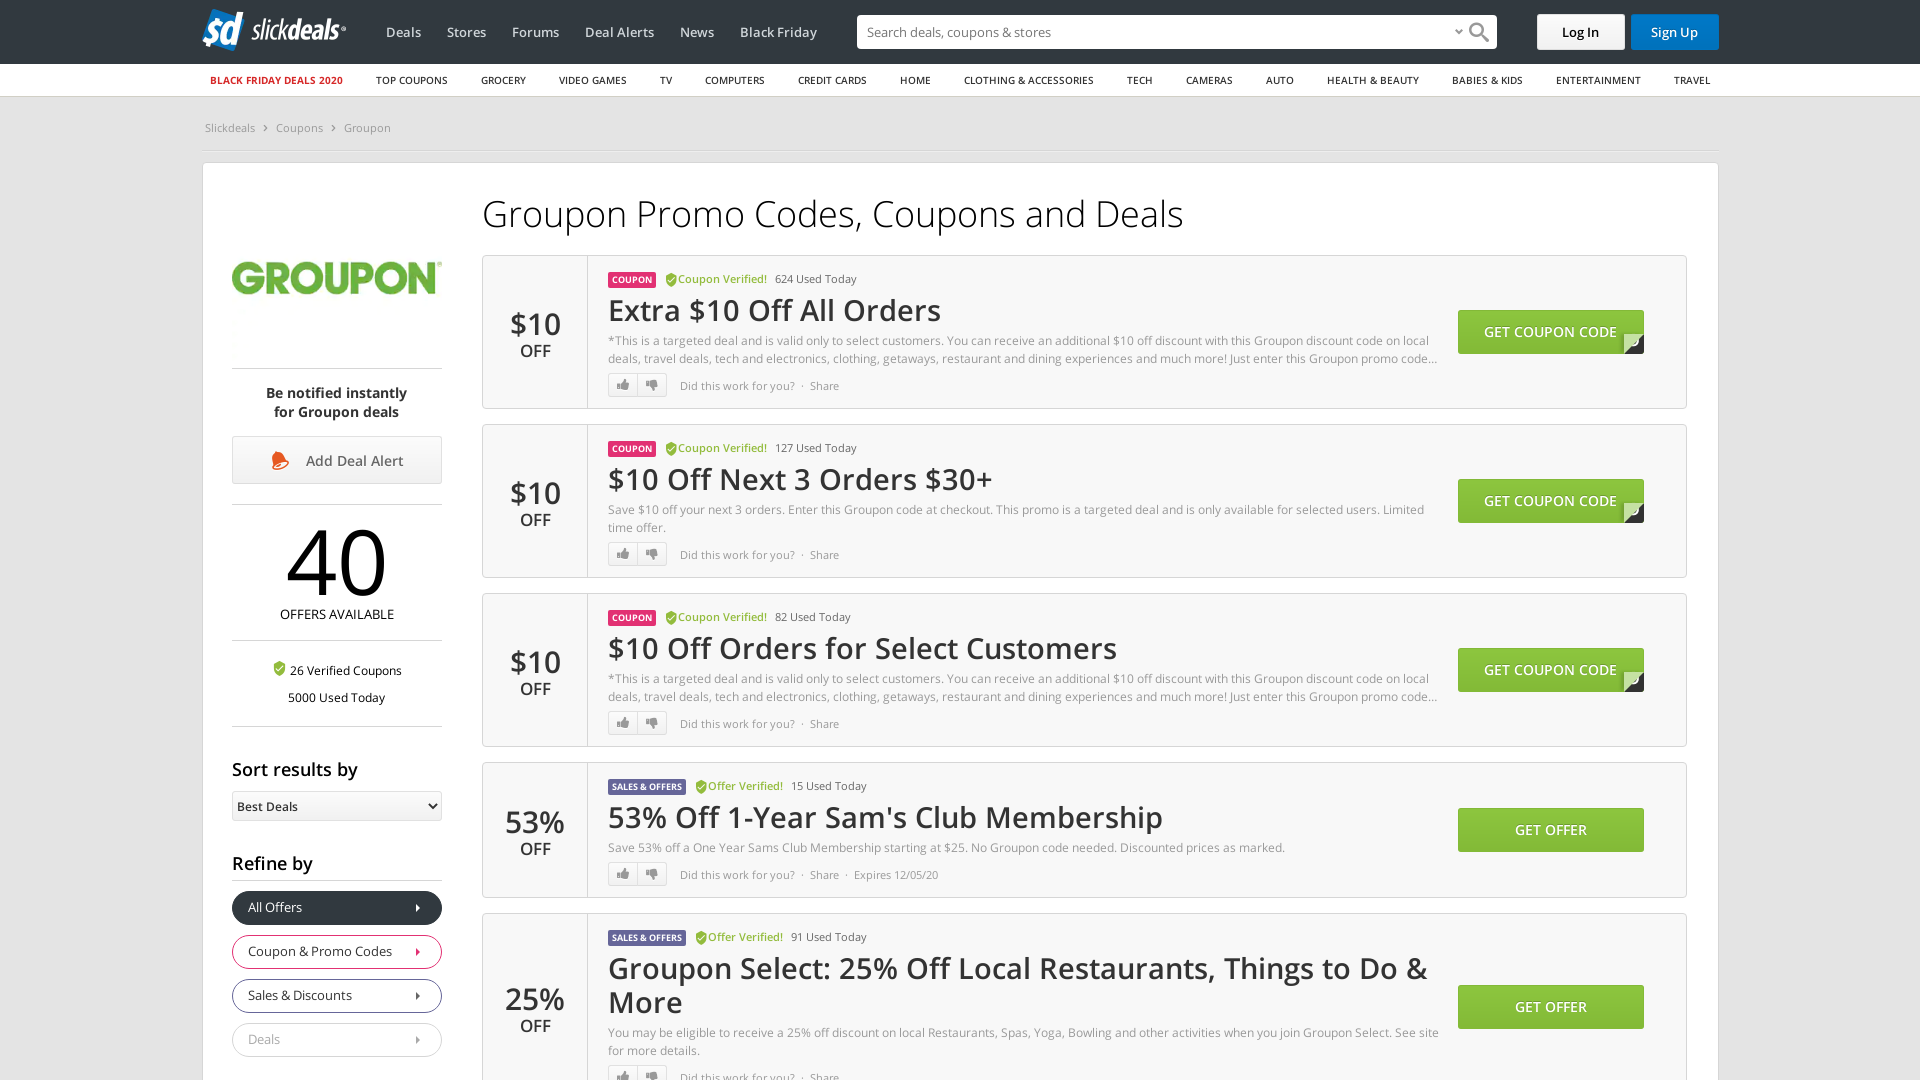 sd slickdeals
Deals
Stores
Forums
Deal Alerts
News
Black Friday
Search deals, coupons & stores
Log In
Sign Up
BLACK FRIDAY DEALS 2020
TOP COUPONS
GROCERY
VIDEO GAMES
TV
COMPUTERS
CREDIT CARDS
HOME
CLOTHING & ACCESSORIES
TECH
CAMERAS
AUTO
HEALTH & BEAUTY
BABIES & KIDS
ENTERTAINMENT
TRAVEL
Slickdeals › Coupons › Groupon
GROUPON
Be notified instantly
for Groupon deals
Add Deal Alert
40
OFFERS AVAILABLE
26 Verified Coupons
5000 Used Today
Sort results by
Best Deals
Refine by
All Offers
Coupon & Promo Codes
Sales & Discounts
Deals
Groupon Promo Codes, Coupons and Deals
$10
OFF
COUPON Coupon Verified! 624 Used Today
Extra $10 Off All Orders
*This is a targeted deal and is valid only to select customers. You can receive an additional $10 off discount with this Groupon discount code on local
deals, travel deals, tech and electronics, clothing, getaways, restaurant and dining experiences and much more! Just enter this Groupon promo code...
Did this work for you? · Share
GET COUPON CODE
$10
OFF
COUPON Coupon Verified! 127 Used Today
$10 Off Next 3 Orders $30+
Save $10 off your next 3 orders. Enter this Groupon code at checkout. This promo is a targeted deal and is only available for selected users. Limited
time offer.
Did this work for you? · Share
GET COUPON CODE
$10
OFF
COUPON Coupon Verified! 82 Used Today
$10 Off Orders for Select Customers
*This is a targeted deal and is valid only to select customers. You can receive an additional $10 off discount with this Groupon discount code on local
deals, travel deals, tech and electronics, clothing, getaways, restaurant and dining experiences and much more! Just enter this Groupon promo code...
Did this work for you? · Share
GET COUPON CODE
53%
OFF
SALES & OFFERS Offer Verified! 15 Used Today
53% Off 1-Year Sam's Club Membership
Save 53% off a One Year Sams Club Membership starting at $25. No Groupon code needed. Discounted prices as marked.
Did this work for you? · Share · Expires 12/05/20
GET OFFER
25%
OFF
SALES & OFFERS Offer Verified! 91 Used Today
Groupon Select: 25% Off Local Restaurants, Things to Do &
More
You may be eligible to receive a 25% off discount on local Restaurants, Spas, Yoga, Bowling and other activities when you join Groupon Select. See site
for more details.
Did this work for you? · Share
GET OFFER